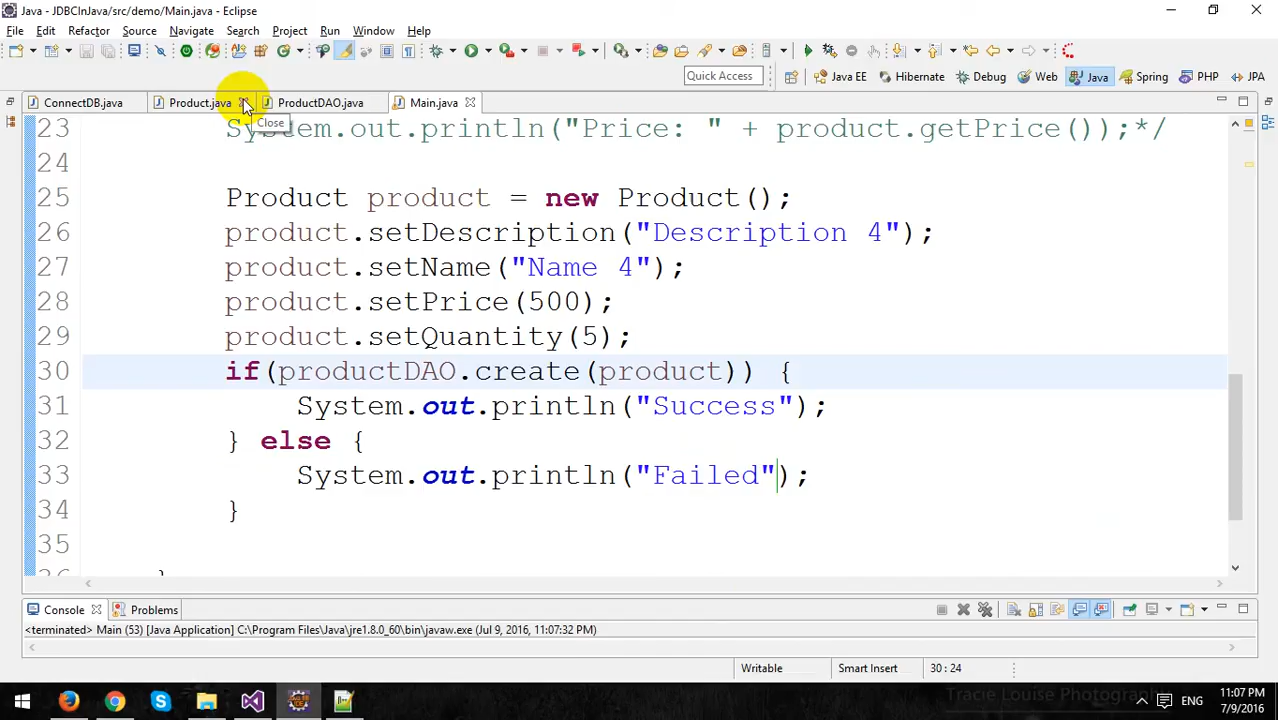 Java - JDBCInJava/src/demo/Main.java - Eclipse
File Edit Refactor Source Navigate Search Project Run Window Help
Quick Access Java EE Hibernate Debug Web Java Spring PHP JPA
ConnectDB.java Product.java ProductDAO.java Main.java
Close
23 System.out.println("Price: " + product.getPrice());*/
24
25 Product product = new Product();
26 product.setDescription("Description 4");
27 product.setName("Name 4");
28 product.setPrice(500);
29 product.setQuantity(5);
30 if(productDAO.create(product)) {
31 System.out.println("Success");
32 } else {
33 System.out.println("Failed");
34 }
35
36 }
Console Problems
<terminated> Main (53) [Java Application] C:\Program Files\Java\jre1.8.0_60\bin\javaw.exe (Jul 9, 2016, 11:07:32 PM)
Writable Smart Insert 30 : 24
Tracie Louise Photography
ENG 11:07 PM
7/9/2016